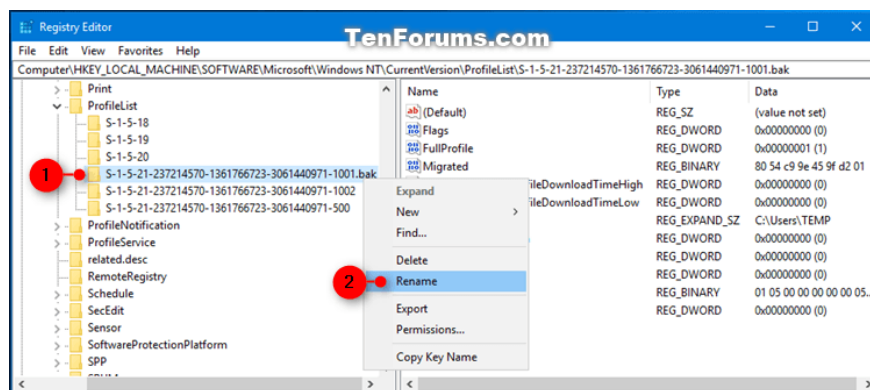 Registry Editor
TenForums.com
File Edit View Favorites Help
Computer\HKEY_LOCAL_MACHINE\SOFTWARE\Microsoft\Windows NT\CurrentVersion\ProfileList\S-1-5-21-237214570-1361766723-3061440971-1001.bak
Print
ProfileList
S-1-5-18
S-1-5-19
S-1-5-20
1
S-1-5-21-237214570-1361766723-3061440971-1001.bak
S-1-5-21-237214570-1361766723-3061440971-1002
S-1-5-21-237214570-1361766723-3061440971-500
ProfileNotification
ProfileService
related.desc
RemoteRegistry
Schedule
SecEdit
Sensor
SoftwareProtectionPlatform
SPP
Expand
New
Find...
Delete
2
Rename
Export
Permissions...
Copy Key Name
Name Type Data
(Default) REG_SZ (value not set)
Flags REG_DWORD 0x00000000 (0)
FullProfile REG_DWORD 0x00000001 (1)
Migrated REG_BINARY 80 54 c9 9e 45 9f d2 01
ileDownloadTimeHigh REG_DWORD 0x00000000 (0)
ileDownloadTimeLow REG_DWORD 0x00000000 (0)
REG_EXPAND_SZ C:\Users\TEMP
REG_DWORD 0x00000000 (0)
REG_DWORD 0x00000000 (0)
REG_DWORD 0x00000000 (0)
REG_BINARY 01 05 00 00 00 00 00 05...
REG_DWORD 0x00000000 (0)